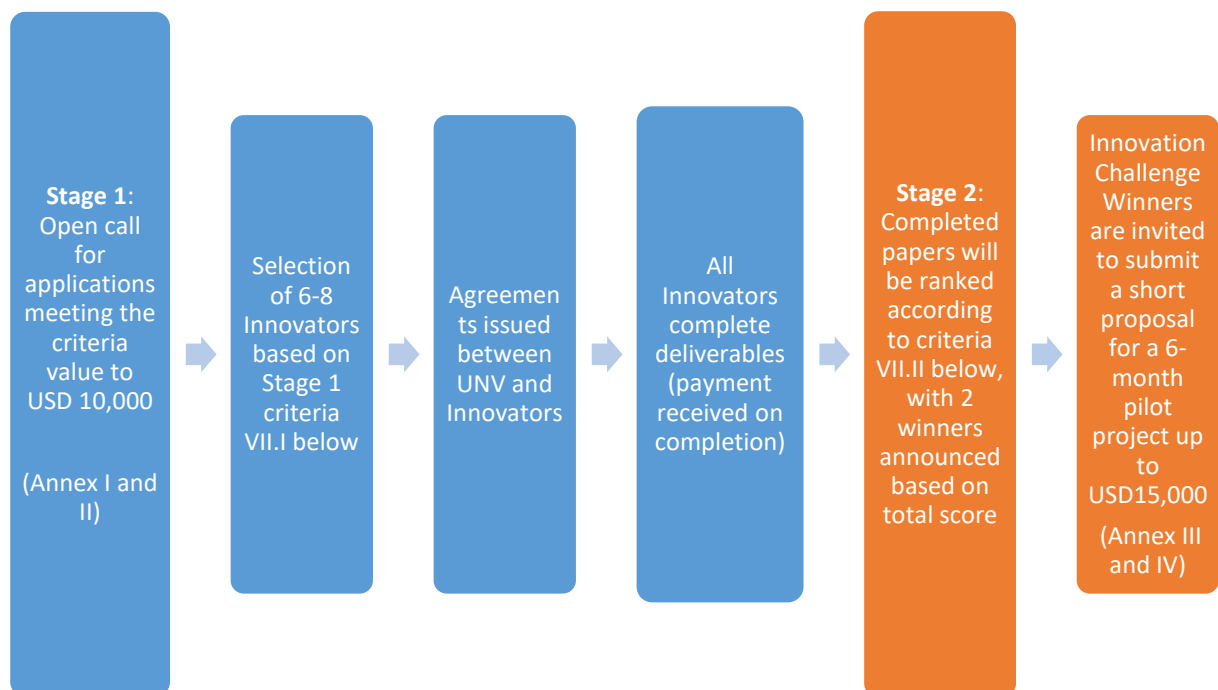 Stage 1:
Open call
for
applications
meeting the
criteria
value to
USD 10,000
(Annex I and
II)
Selection
of 6-8
Innovators
based on
Stage 1
criteria
VII.I below
Agreemen
ts issued
between
UNV and
Innovators
All
Innovators
complete
deliverables
(payment
received on
completion)
Stage 2:
Completed
papers will
be ranked
according to
criteria
VII.II below,
with 2
winners
announced
based on
total score
Innovation
Challenge
Winners
are invited
to submit
a short
proposal
for a 6-
month
pilot
project up
to
USD15,000
(Annex III
and IV)